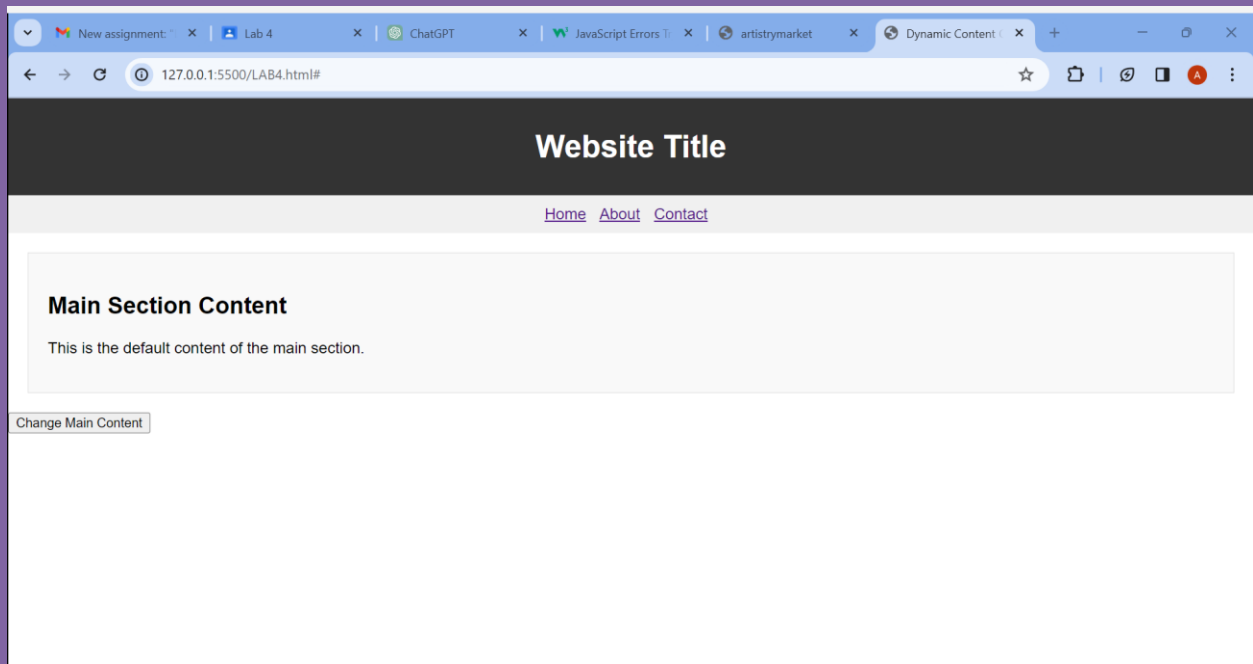 New assignment: "
Lab 4
ChatGPT
JavaScript Errors Tr
artistrymarket
Dynamic Content
127.0.0.1:5500/LAB4.html#
A
Website Title
Home About Contact
Main Section Content
This is the default content of the main section.
Change Main Content